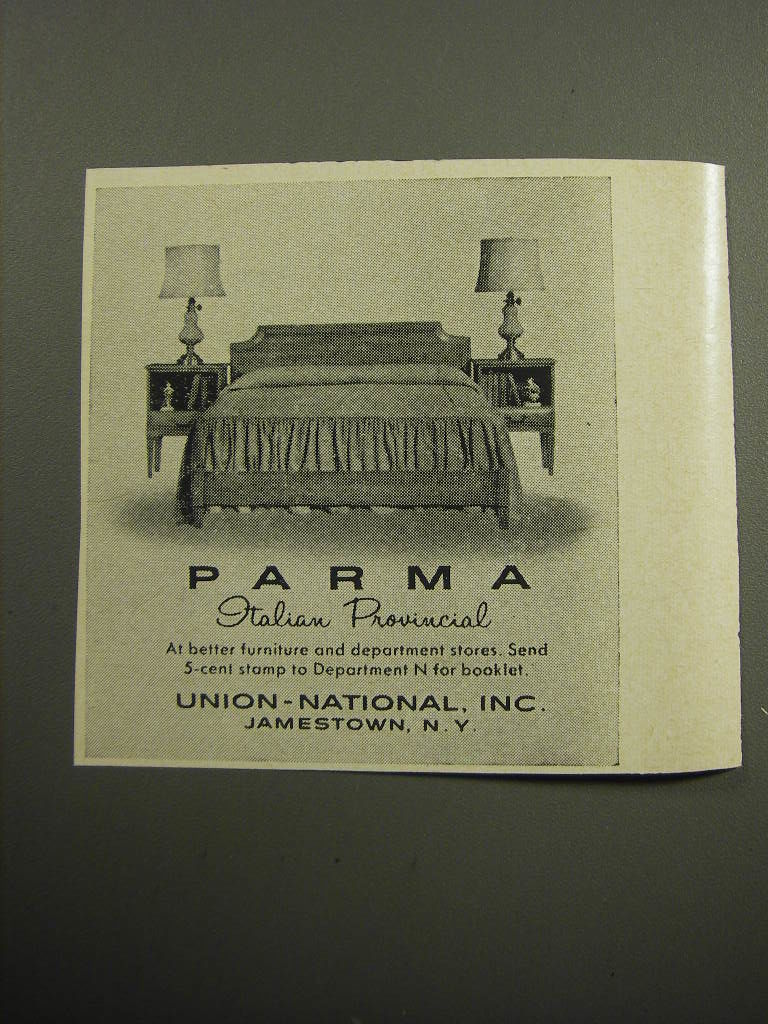 PARMA
Italian Provincial
At better furniture and department stores. Send
5-cent stamp to Department N for booklet.
UNION-NATIONAL, INC.
JAMESTOWN, N.Y.